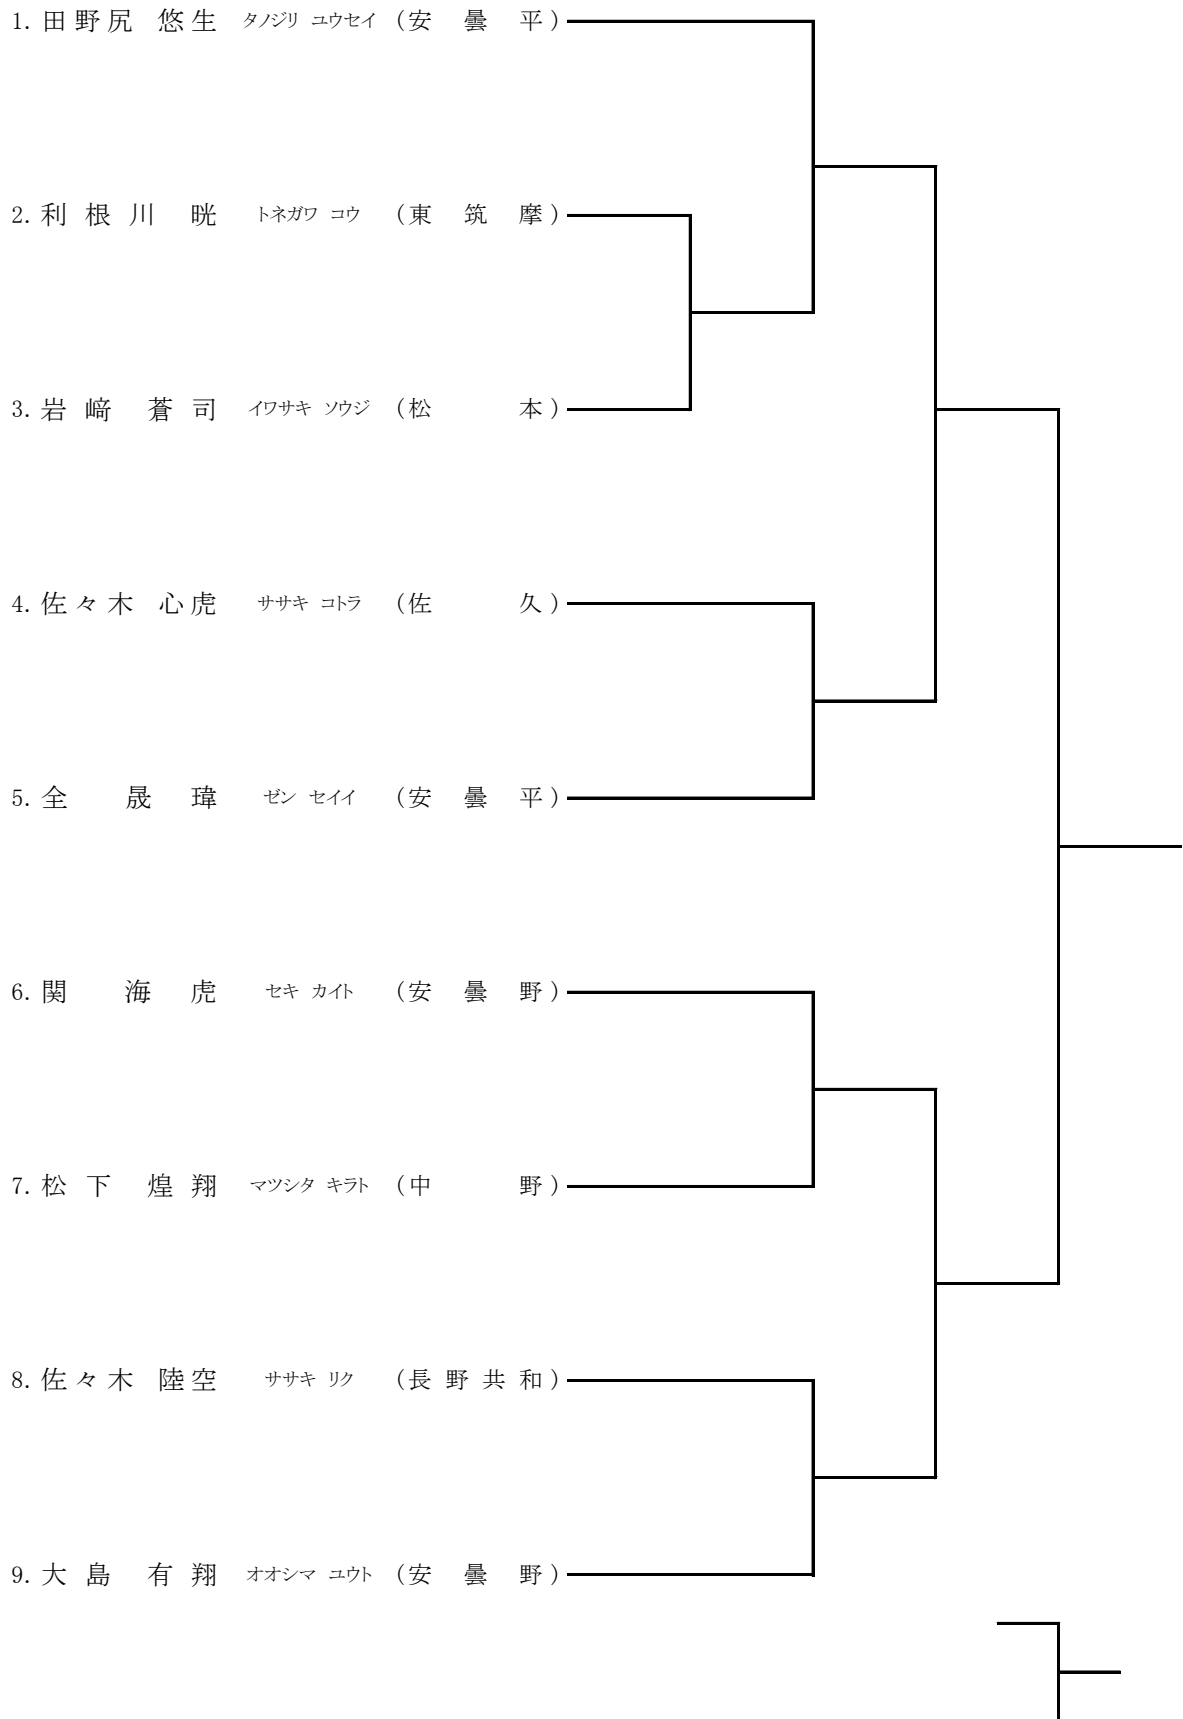 1. 田野尻 悠生 タノジリ ユウセイ (安曇平)
2. 利根川 晄 トネガワ コウ (東筑摩)
3. 岩﨑 蒼司 イワサキ ソウジ (松本)
4. 佐々木 心虎 ササキ コトラ (佐久)
5. 全 晟瑋 ゼン セイイ (安曇平)
6. 関 海虎 セキ カイト (安曇野)
7. 松下 煌翔 マツシタ キラト (中野)
8. 佐々木 陸空 ササキ リク (長野共和)
9. 大島 有翔 オオシマ ユウト (安曇野)